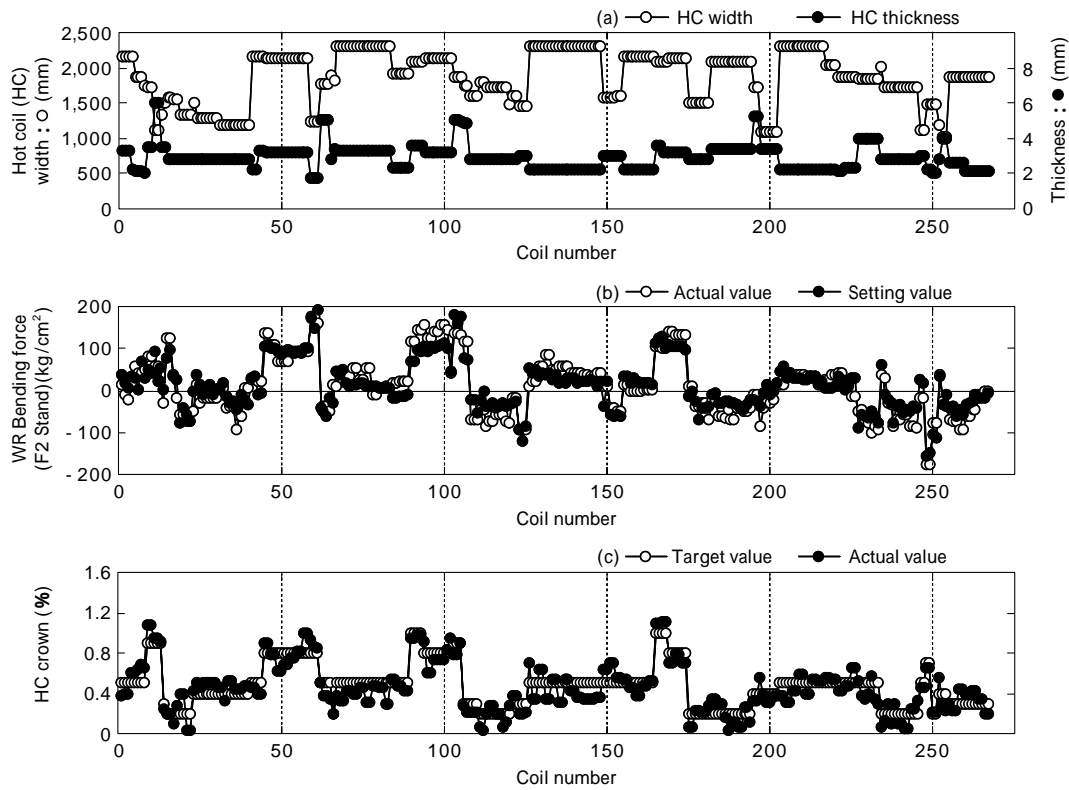 (a) ○ HC width ● HC thickness
Hot coil (HC)
width : ○ (mm)
2,500
2,000
1,500
1,000
500
0
8
6
4
2
0
Thickness : ● (mm)
0 50 100 150 200 250
Coil number
(b) ○ Actual value ● Setting value
WR Bending force
(F2 Stand)(kg/cm²)
200
100
0
- 100
- 200
0 50 100 150 200 250
Coil number
(c) ○ Target value ● Actual value
HC crown (%)
1.6
1.2
0.8
0.4
0
0 50 100 150 200 250
Coil number